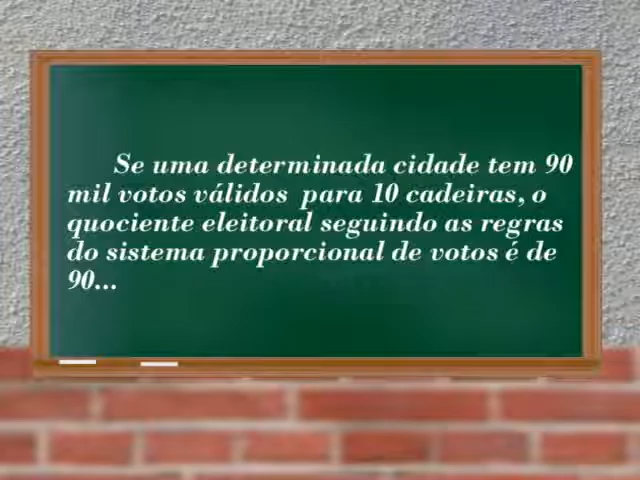 Se uma determinada cidade tem 90
mil votos válidos para 10 cadeiras, o
quociente eleitoral seguindo as regras
do sistema proporcional de votos é de
90...